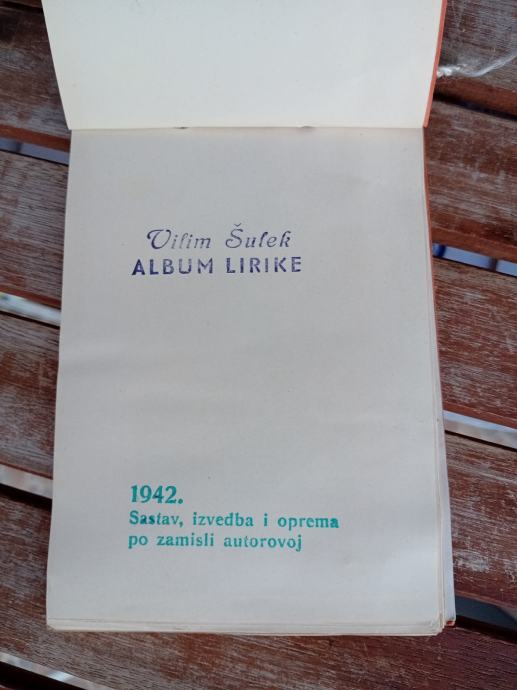 Vilim Šulek
ALBUM LIRIKE
1942.
Sastav, izvedba i oprema
po zamisli autorovoj